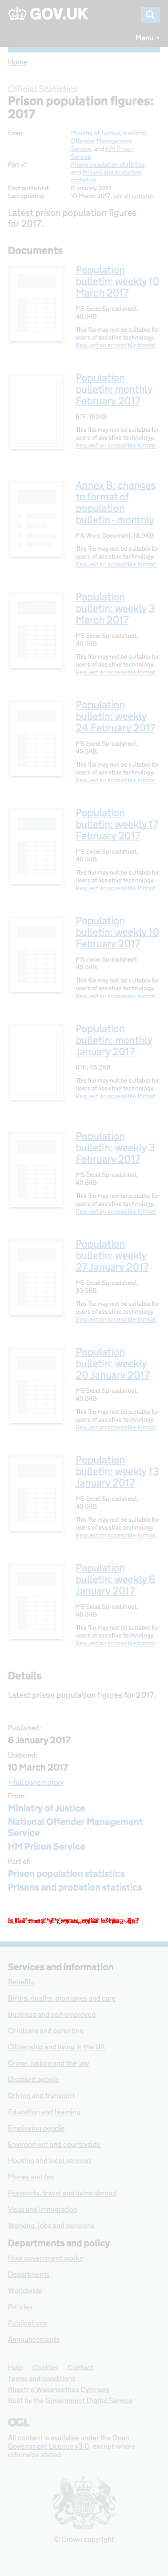 GOV.UK
Menu
Home
Official Statistics
Prison population figures:
2017
From:
Ministry of Justice, National
Offender Management
Service, and HM Prison
Service
Part of:
Prison population statistics
and Prisons and probation
statistics
First published:
6 January 2017
Last updated:
10 March 2017, see all updates
Latest prison population figures
for 2017.
Documents
Population
bulletin: weekly 10
March 2017
MS Excel Spreadsheet,
40.5KB
This file may not be suitable for
users of assistive technology.
Request an accessible format.
Population
bulletin: monthly
February 2017
RTF, 153KB
This file may not be suitable for
users of assistive technology.
Request an accessible format.
Annex B: changes
to format of
population
bulletin - monthly
MS Word Document, 18.9KB
This file may not be suitable for
users of assistive technology.
Request an accessible format.
Population
bulletin: weekly 3
March 2017
MS Excel Spreadsheet,
40.5KB
This file may not be suitable for
users of assistive technology.
Request an accessible format.
Population
bulletin: weekly
24 February 2017
MS Excel Spreadsheet,
40.5KB
This file may not be suitable for
users of assistive technology.
Request an accessible format.
Population
bulletin: weekly 17
February 2017
MS Excel Spreadsheet,
40.5KB
This file may not be suitable for
users of assistive technology.
Request an accessible format.
Population
bulletin: weekly 10
February 2017
MS Excel Spreadsheet,
40.5KB
This file may not be suitable for
users of assistive technology.
Request an accessible format.
Population
bulletin: monthly
January 2017
RTF, 45.2KB
This file may not be suitable for
users of assistive technology.
Request an accessible format.
Population
bulletin: weekly 3
February 2017
MS Excel Spreadsheet,
40.5KB
This file may not be suitable for
users of assistive technology.
Request an accessible format.
Population
bulletin: weekly
27 January 2017
MS Excel Spreadsheet,
39.5KB
This file may not be suitable for
users of assistive technology.
Request an accessible format.
Population
bulletin: weekly
20 January 2017
MS Excel Spreadsheet,
40.5KB
This file may not be suitable for
users of assistive technology.
Request an accessible format.
Population
bulletin: weekly 13
January 2017
MS Excel Spreadsheet,
40.5KB
This file may not be suitable for
users of assistive technology.
Request an accessible format.
Population
bulletin: weekly 6
January 2017
MS Excel Spreadsheet,
40.5KB
This file may not be suitable for
users of assistive technology.
Request an accessible format.
Details
Latest prison population figures for 2017.
Published:
6 January 2017
Updated:
10 March 2017
+ full page history
From:
Ministry of Justice
National Offender Management
Service
HM Prison Service
Part of:
Prison population statistics
Prisons and probation statistics
Is there anything wrong with this page?
Services and information
Benefits
Births, deaths, marriages and care
Business and self-employed
Childcare and parenting
Citizenship and living in the UK
Crime, justice and the law
Disabled people
Driving and transport
Education and learning
Employing people
Environment and countryside
Housing and local services
Money and tax
Passports, travel and living abroad
Visas and immigration
Working, jobs and pensions
Departments and policy
How government works
Departments
Worldwide
Policies
Publications
Announcements
Help Cookies Contact
Terms and conditions
Rhestr o Wasanaethau Cymraeg
Built by the Government Digital Service
OGL
All content is available under the Open
Government Licence v3.0, except where
otherwise stated
© Crown copyright